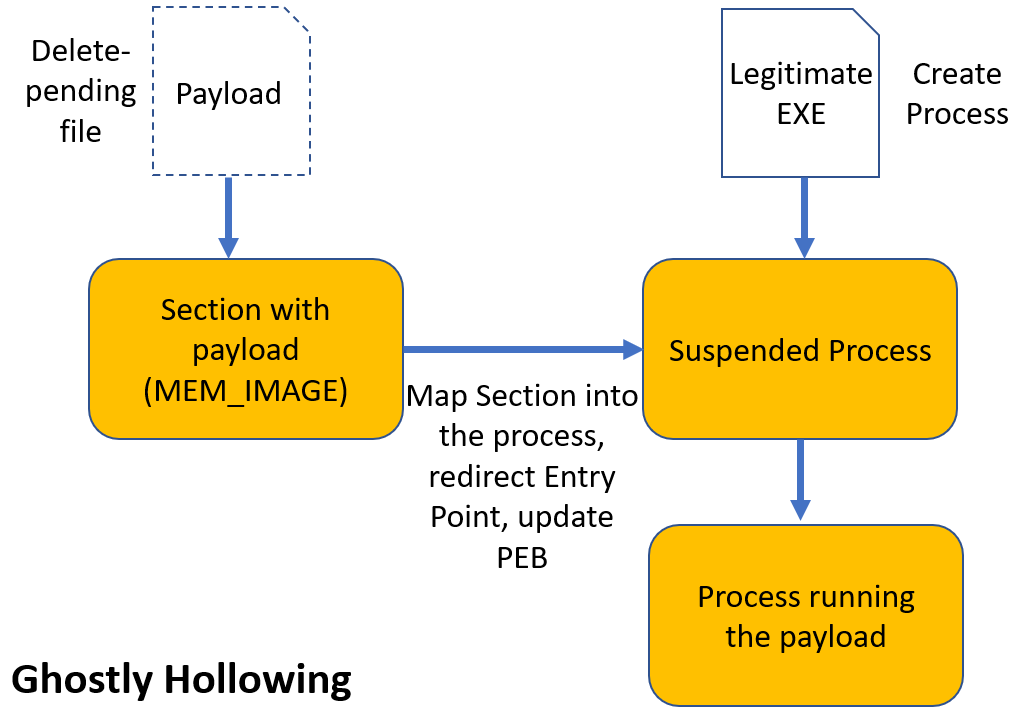 Delete-
pending
file
Payload
Legitimate
EXE
Create
Process
Section with
payload
(MEM_IMAGE)
Map Section into
the process,
redirect Entry
Point, update
PEB
Suspended Process
Process running
the payload
Ghostly Hollowing